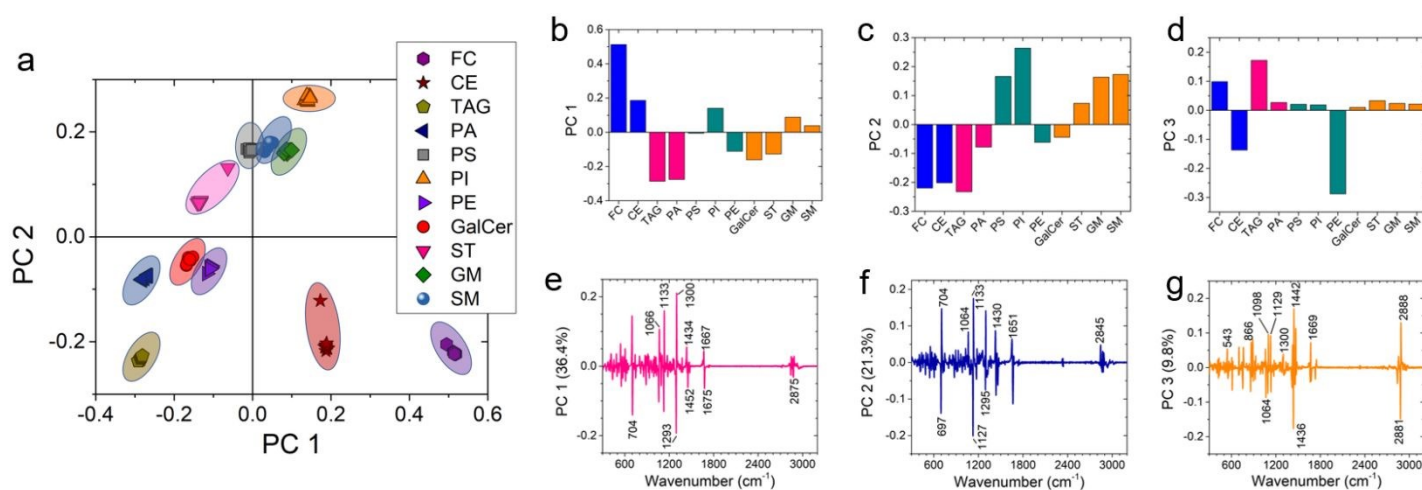 a
PC 2
0.2
0.0
-0.2
-0.4
-0.2
0.0
0.2
0.4
0.6
PC 1
FC
CE
TAG
PA
PS
PI
PE
GalCer
ST
GM
SM
b
PC 1
0.6
0.4
0.2
0.0
-0.2
-0.4
FC
CE
TAG
PA
PS
PI
PE
GalCer
ST
GM
SM
c
PC 2
0.3
0.2
0.1
0.0
-0.1
-0.2
-0.3
FC
CE
TAG
PA
PS
PI
PE
GalCer
ST
GM
SM
d
PC 3
0.3
0.2
0.1
0.0
-0.1
-0.2
-0.3
FC
CE
TAG
PA
PS
PI
PE
GalCer
ST
GM
SM
e
PC 1 (36.4%)
0.2
0.0
-0.2
704
1066
1133
1293
1300
1434
1452
1667
1675
2875
600
1200
1800
2400
3000
Wavenumber (cm-1)
f
PC 2 (21.3%)
0.2
0.1
0.0
-0.1
-0.2
704
697
1064
1133
1127
1295
1430
1651
2845
600
1200
1800
2400
3000
Wavenumber (cm-1)
g
PC 3 (9.8%)
0.2
0.1
0.0
-0.1
-0.2
543
866
1098
1064
1129
1300
1442
1436
1669
2888
2881
600
1200
1800
2400
3000
Wavenumber (cm-1)